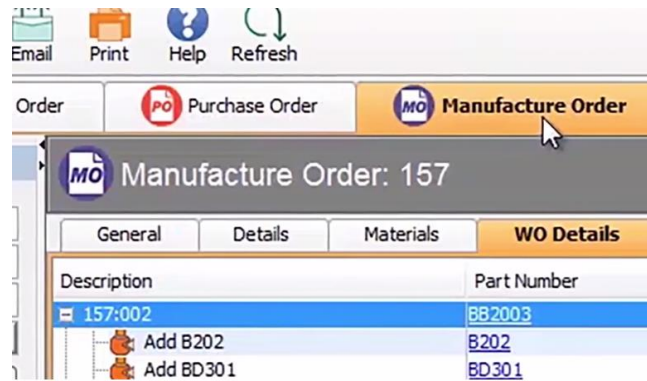 Email Print Help Refresh
Order PO Purchase Order MO Manufacture Order
MO Manufacture Order: 157
General Details Materials WO Details
Description Part Number
157:002 BB2003
Add B202 B202
Add BD301 BD301